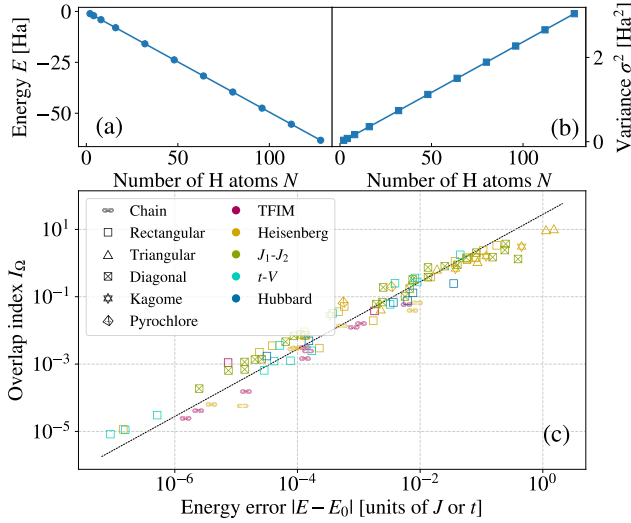 0
−25
−50
Energy E [Ha]
(a)
0
50
100
Number of H atoms N
(b)
0
50
100
Number of H atoms N
2
0
Variance σ² [Ha²]
Chain
Rectangular
Triangular
Diagonal
Kagome
Pyrochlore
TFIM
Heisenberg
J₁-J₂
t-V
Hubbard
10¹
10⁻¹
10⁻³
10⁻⁵
Overlap index I_Ω
(c)
10⁻⁶
10⁻⁴
10⁻²
10⁰
Energy error |E − E₀| [units of J or t]